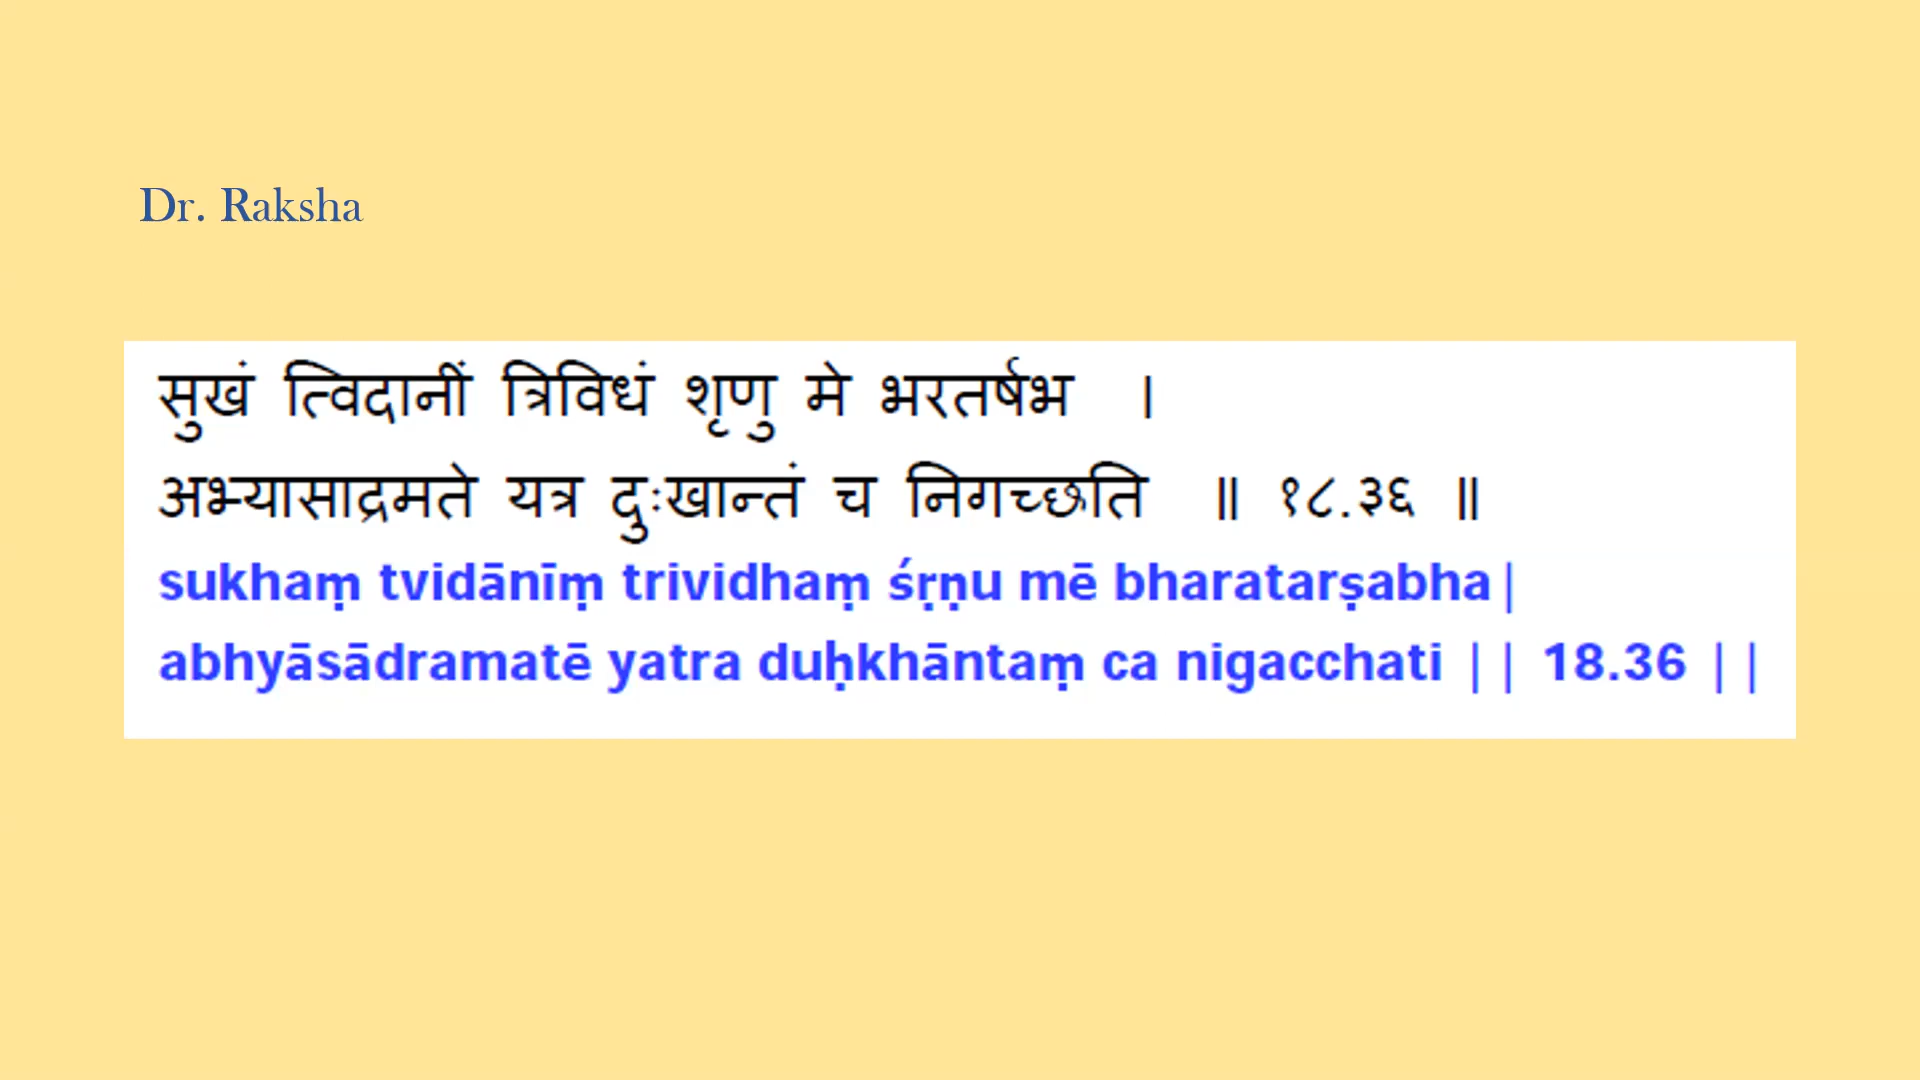 Dr. Raksha
सुखं त्विदानीं त्रिविधं शृणु मे भरतर्षभ ।
अभ्यासाद्रमते यत्र दुःखान्तं च निगच्छति ॥ १८.३६ ॥
sukhaṃ tvidānīṃ trividhaṃ śṛṇu mē bharatarṣabha|
abhyāsādramatē yatra duḥkhāntaṃ ca nigacchati || 18.36 ||